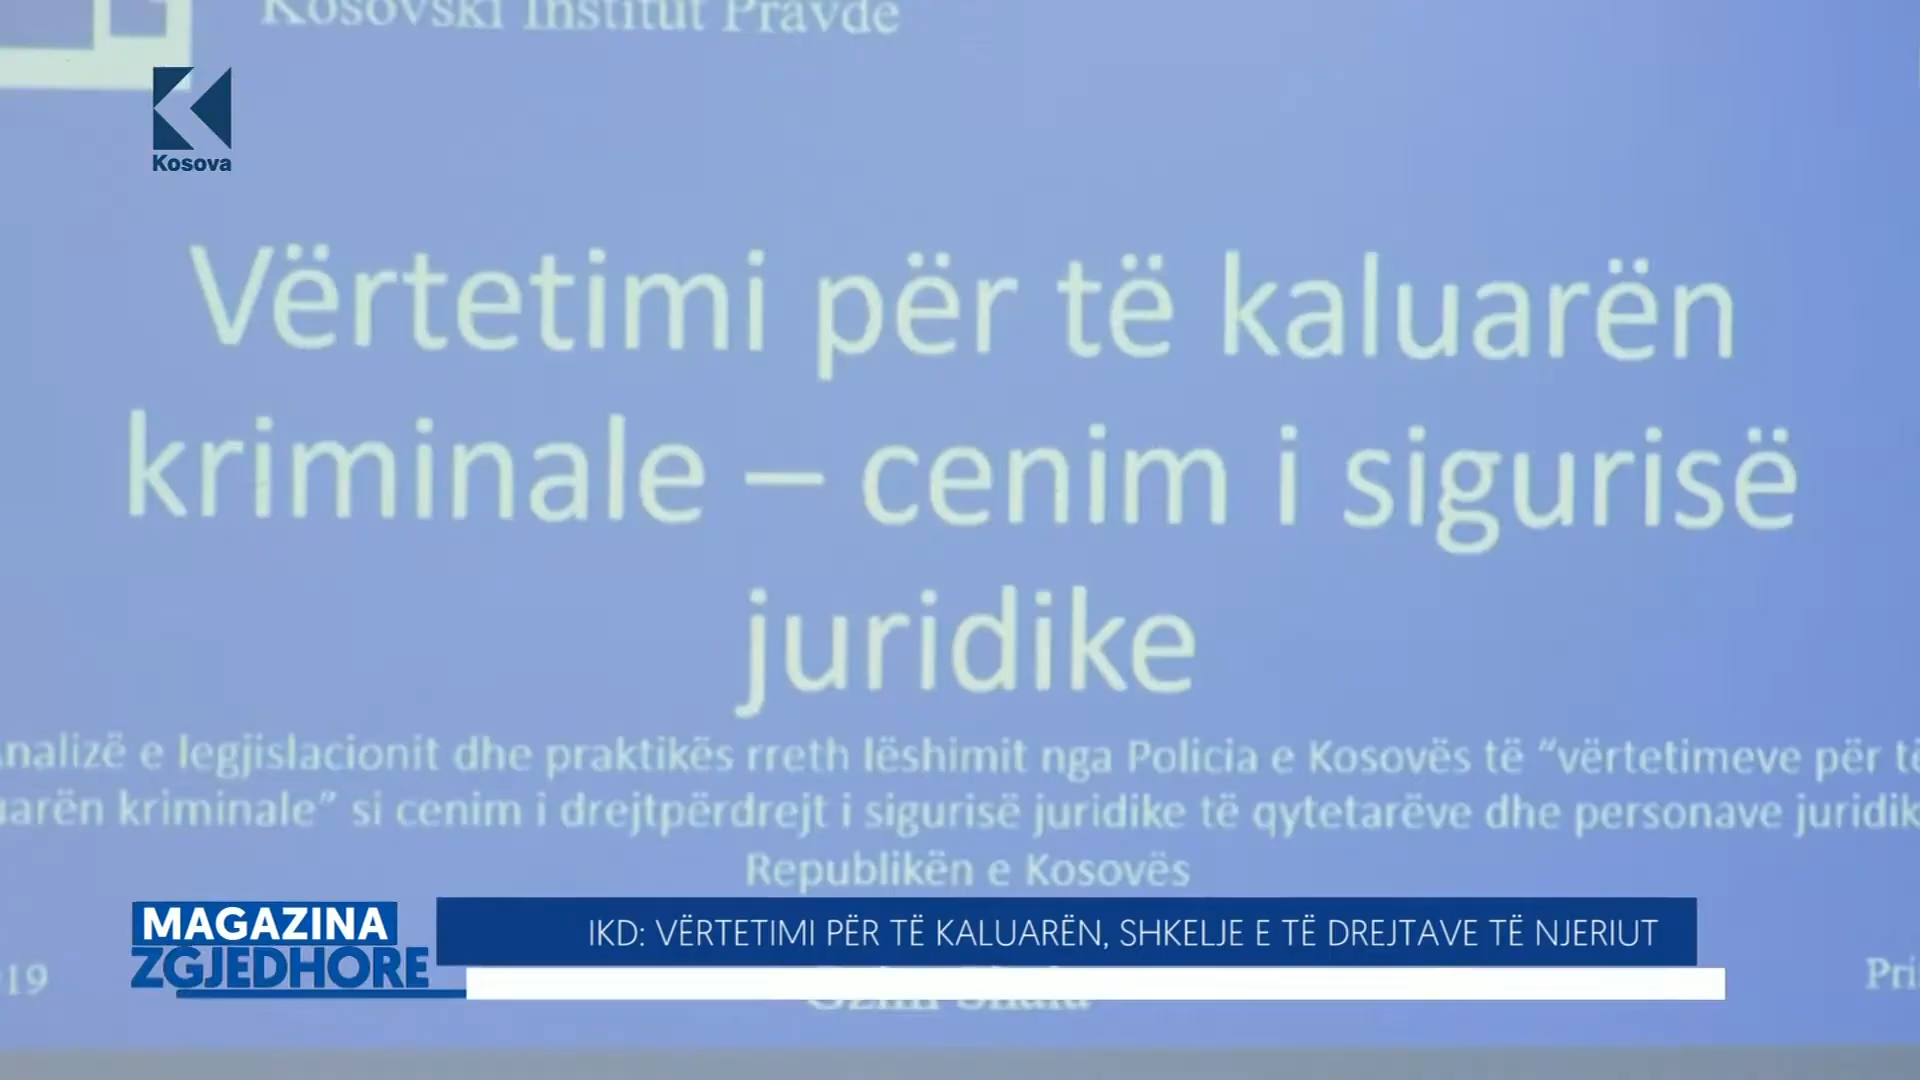 Kosovski Institut Pravde
Kosova
Vërtetimi për të kaluarën
kriminale – cenim i sigurisë
juridike
nalizë e legjislacionit dhe praktikës rreth lëshimit nga Policia e Kosovës të “vërtetimeve për të
uarën kriminale” si cenim i drejtpërdrejt i sigurisë juridike të qytetarëve dhe personave juridik
Republikën e Kosovës
MAGAZINA
ZGJEDHORE
IKD: VËRTETIMI PËR TË KALUARËN, SHKELJE E TË DREJTAVE TË NJERIUT
19
Pri